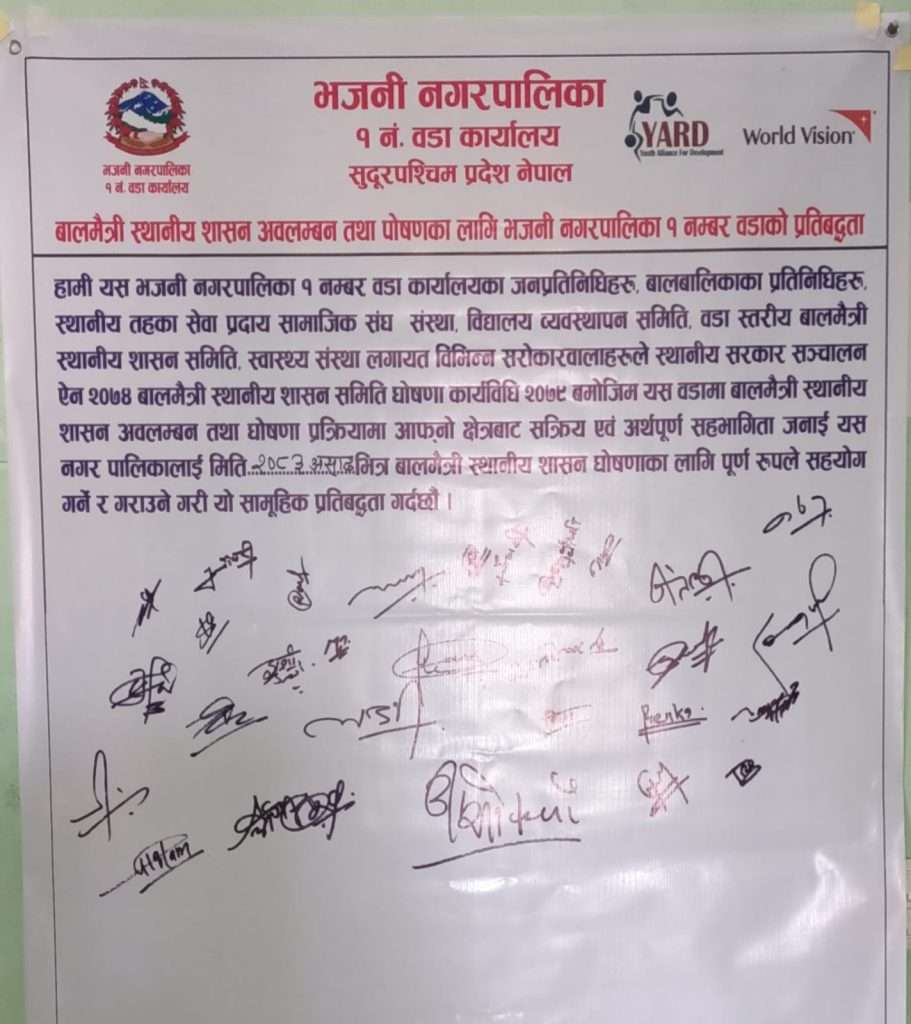 भजनी नगरपालिका
१ नं. वडा कार्यालय
सुदूरपश्चिम प्रदेश नेपाल
भजनी नगरपालिका
१ नं. वडा कार्यालय
YARD
Youth Alliance For Development
World Vision
बालमैत्री स्थानीय शासन अवलम्बन तथा पोषणका लागि भजनी नगरपालिका १ नम्बर वडाको प्रतिबद्धता
हामी यस भजनी नगरपालिका १ नम्बर वडा कार्यालयका जनप्रतिनिधिहरु, बालबालिकाका प्रतिनिधिहरु,
स्थानीय तहका सेवा प्रदाय सामाजिक संघ संस्था, विद्यालय व्यवस्थापन समिति, वडा स्तरीय बालमैत्री
स्थानीय शासन समिति, स्वास्थ्य संस्था लगायत विभिन्न सरोकारवालाहरुले स्थानीय सरकार सञ्चालन
ऐन २०७४ बालमैत्री स्थानीय शासन समिति घोषणा कार्यविधि २०७८ बमोजिम यस वडामा बालमैत्री स्थानीय
शासन अवलम्बन तथा घोषणा प्रक्रियामा आफ्नो क्षेत्रबाट सक्रिय एवं अर्थपूर्ण सहभागिता जनाई यस
नगर पालिकालाई मिति २०८३ असार भित्र बालमैत्री स्थानीय शासन घोषणाका लागि पूर्ण रुपले सहयोग
गर्ने र गराउने गरी यो सामूहिक प्रतिबद्धता गर्दछौं ।